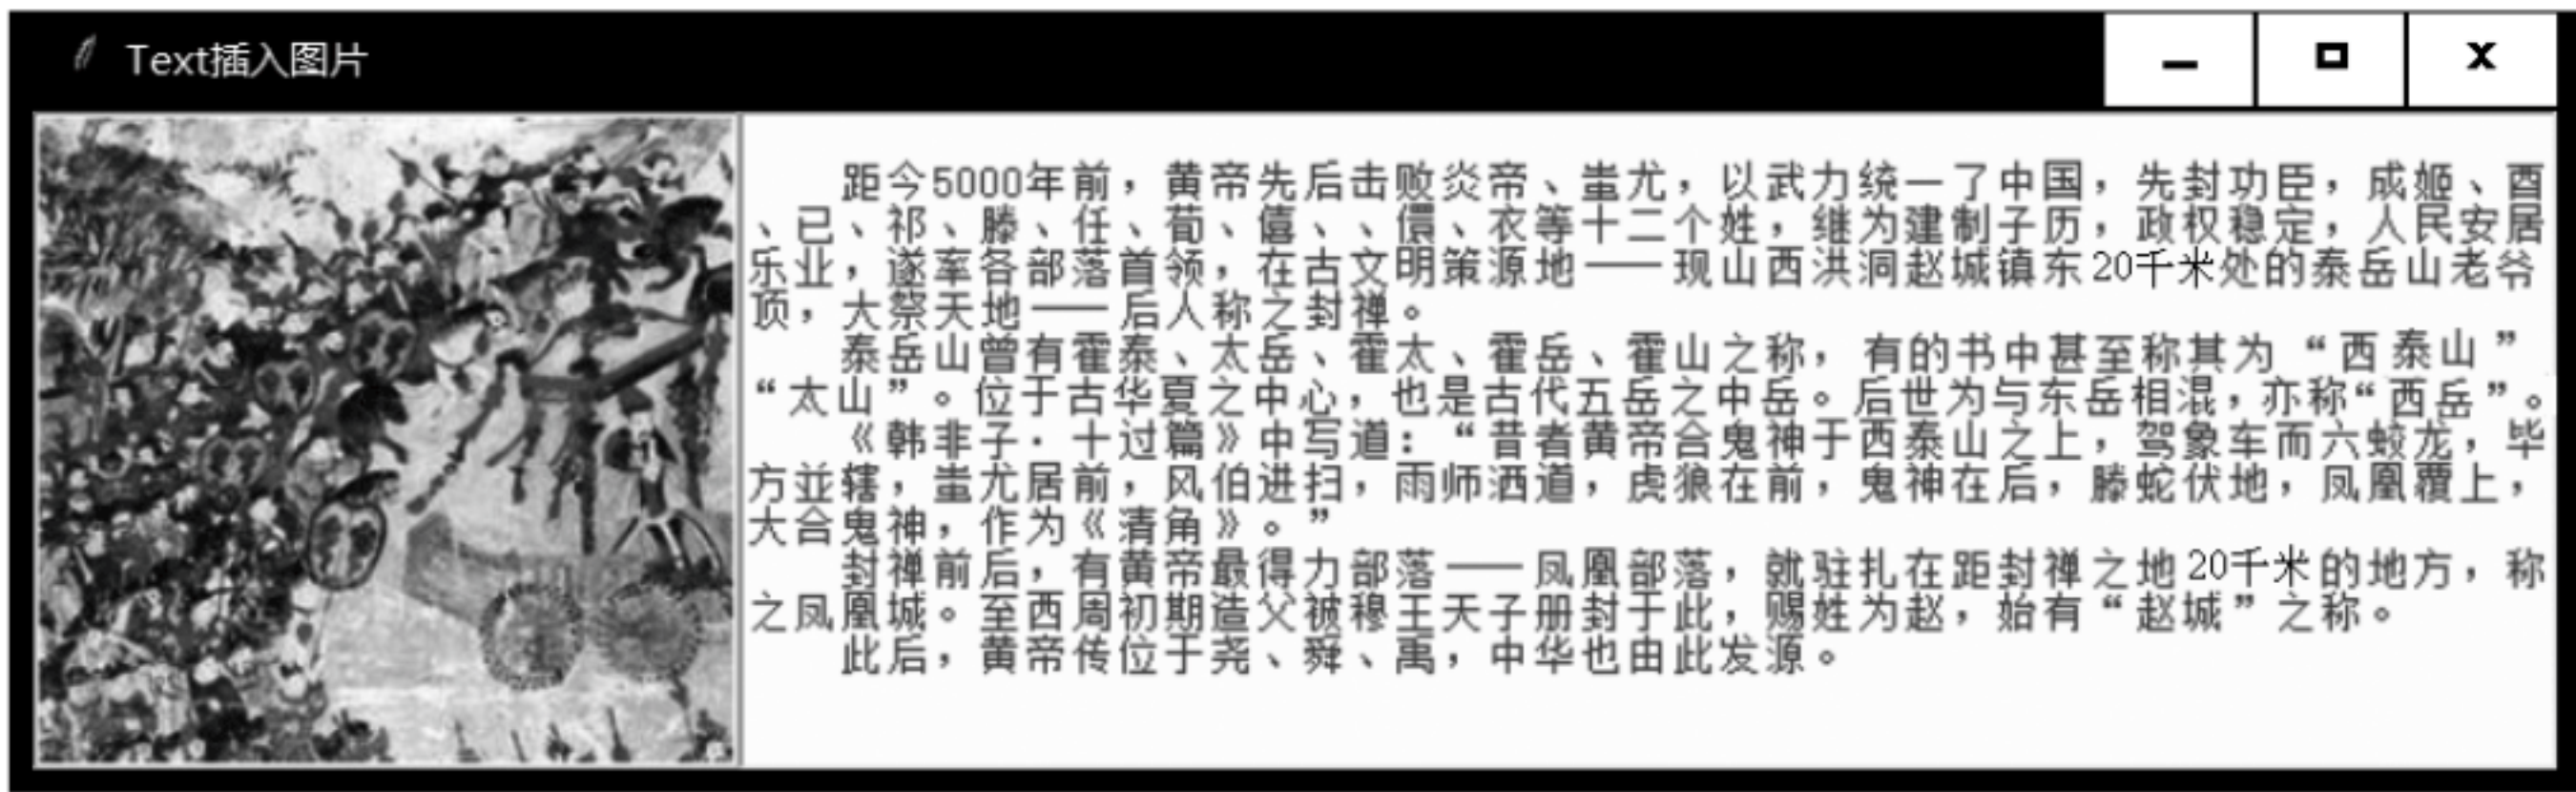 Text插入图片
距今5000年前，黄帝先后击败炎帝、蚩尤，以武力统一了中国，先封功臣，成姬、酉
、已、祁、滕、任、荀、僖、、儇、衣等十二个姓，继为建制子历，政权稳定，人民安居
乐业，遂率各部落首领，在古文明策源地——现山西洪洞赵城镇东20千米处的泰岳山老爷
顶，大祭天地——后人称之封禅。
泰岳山曾有霍泰、太岳、霍太、霍岳、霍山之称，有的书中甚至称其为“西泰山”
“太山”。位于古华夏之中心，也是古代五岳之中岳。后世为与东岳相混，亦称“西岳”。
《韩非子·十过篇》中写道：“昔者黄帝合鬼神于西泰山之上，驾象车而六蛟龙，毕
方並辖，蚩尤居前，风伯进扫，雨师洒道，虎狼在前，鬼神在后，滕蛇伏地，凤凰覆上，
大合鬼神，作为《清角》。”
封禅前后，有黄帝最得力部落——凤凰部落，就驻扎在距封禅之地20千米的地方，称
之凤凰城。至西周初期造父被穆王天子册封于此，赐姓为赵，始有“赵城”之称。
此后，黄帝传位于尧、舜、禹，中华也由此发源。